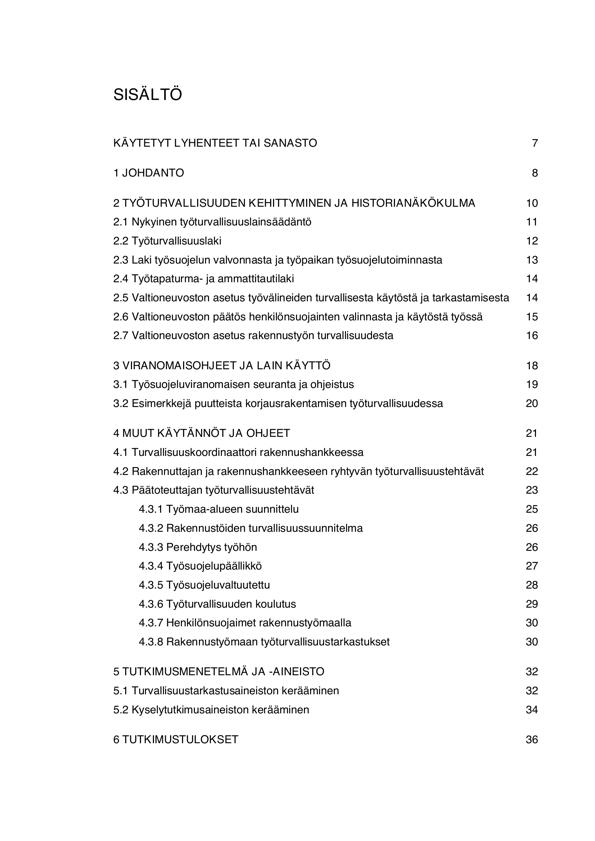 SISÄLTÖ
KÄYTETYT LYHENTEET TAI SANASTO 7
1 JOHDANTO 8
2 TYÖTURVALLISUUDEN KEHITTYMINEN JA HISTORIANÄKÖKULMA 10
2.1 Nykyinen työturvallisuuslainsäädäntö 11
2.2 Työturvallisuuslaki 12
2.3 Laki työsuojelun valvonnasta ja työpaikan työsuojelutoiminnasta 13
2.4 Työtapaturma- ja ammattitautilaki 14
2.5 Valtioneuvoston asetus työvälineiden turvallisesta käytöstä ja tarkastamisesta 14
2.6 Valtioneuvoston päätös henkilönsuojainten valinnasta ja käytöstä työssä 15
2.7 Valtioneuvoston asetus rakennustyön turvallisuudesta 16
3 VIRANOMAISOHJEET JA LAIN KÄYTTÖ 18
3.1 Työsuojeluviranomaisen seuranta ja ohjeistus 19
3.2 Esimerkkejä puutteista korjausrakentamisen työturvallisuudessa 20
4 MUUT KÄYTÄNNÖT JA OHJEET 21
4.1 Turvallisuuskoordinaattori rakennushankkeessa 21
4.2 Rakennuttajan ja rakennushankkeeseen ryhtyvän työturvallisuustehtävät 22
4.3 Päätoteuttajan työturvallisuustehtävät 23
4.3.1 Työmaa-alueen suunnittelu 25
4.3.2 Rakennustöiden turvallisuussuunnitelma 26
4.3.3 Perehdytys työhön 26
4.3.4 Työsuojelupäällikkö 27
4.3.5 Työsuojeluvaltuutettu 28
4.3.6 Työturvallisuuden koulutus 29
4.3.7 Henkilönsuojaimet rakennustyömaalla 30
4.3.8 Rakennustyömaan työturvallisuustarkastukset 30
5 TUTKIMUSMENETELMÄ JA -AINEISTO 32
5.1 Turvallisuustarkastusaineiston kerääminen 32
5.2 Kyselytutkimusaineiston kerääminen 34
6 TUTKIMUSTULOKSET 36